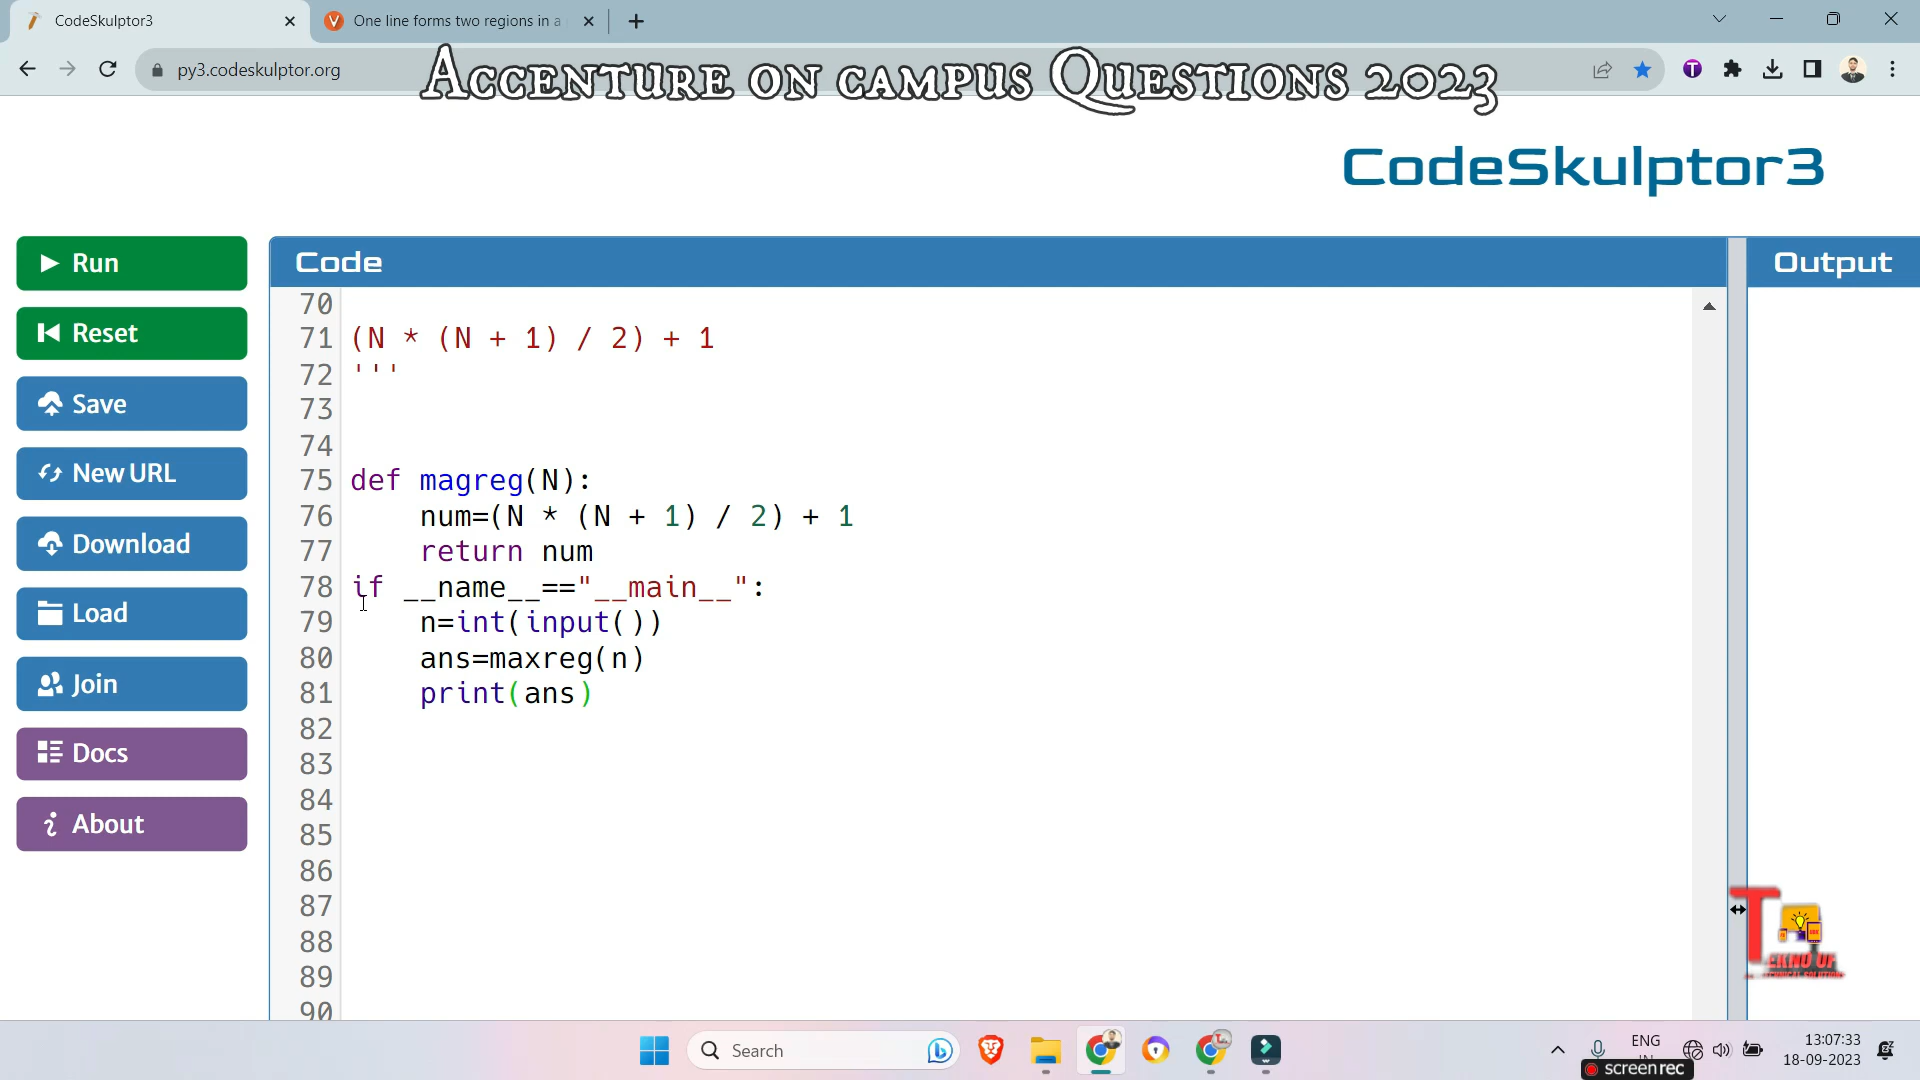 CodeSkulptor3
One line forms two regions in a
py3.codeskulptor.org
Accenture on campus Questions 2023
CodeSkulptor3
Run
Reset
Save
New URL
Download
Load
Join
Docs
About
Code
Output
70
71 (N * (N + 1) / 2) + 1
72 '''
73
74
75 def magreg(N):
76 num=(N * (N + 1) / 2) + 1
77 return num
78 if __name__=="__main__":
79 n=int(input())
80 ans=maxreg(n)
81 print(ans)
82
83
84
85
86
87
88
89
90
Search
ENG
13:07:33
18-09-2023
screenrec